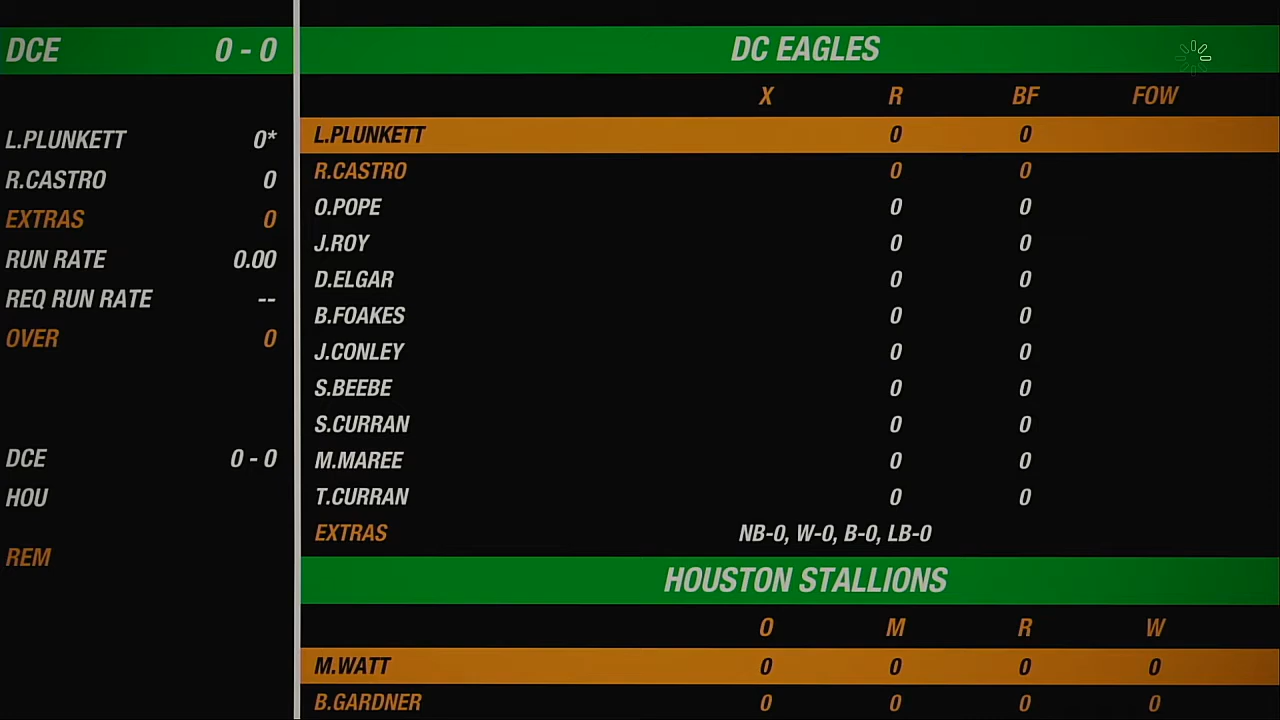 DCE 0 - 0
L.PLUNKETT 0*
R.CASTRO 0
EXTRAS 0
RUN RATE 0.00
REQ RUN RATE --
OVER 0
DCE 0 - 0
HOU
REM
DC EAGLES
X R BF FOW
L.PLUNKETT 0 0
R.CASTRO 0 0
O.POPE 0 0
J.ROY 0 0
D.ELGAR 0 0
B.FOAKES 0 0
J.CONLEY 0 0
S.BEEBE 0 0
S.CURRAN 0 0
M.MAREE 0 0
T.CURRAN 0 0
EXTRAS NB-0, W-0, B-0, LB-0
HOUSTON STALLIONS
O M R W
M.WATT 0 0 0 0
B.GARDNER 0 0 0 0